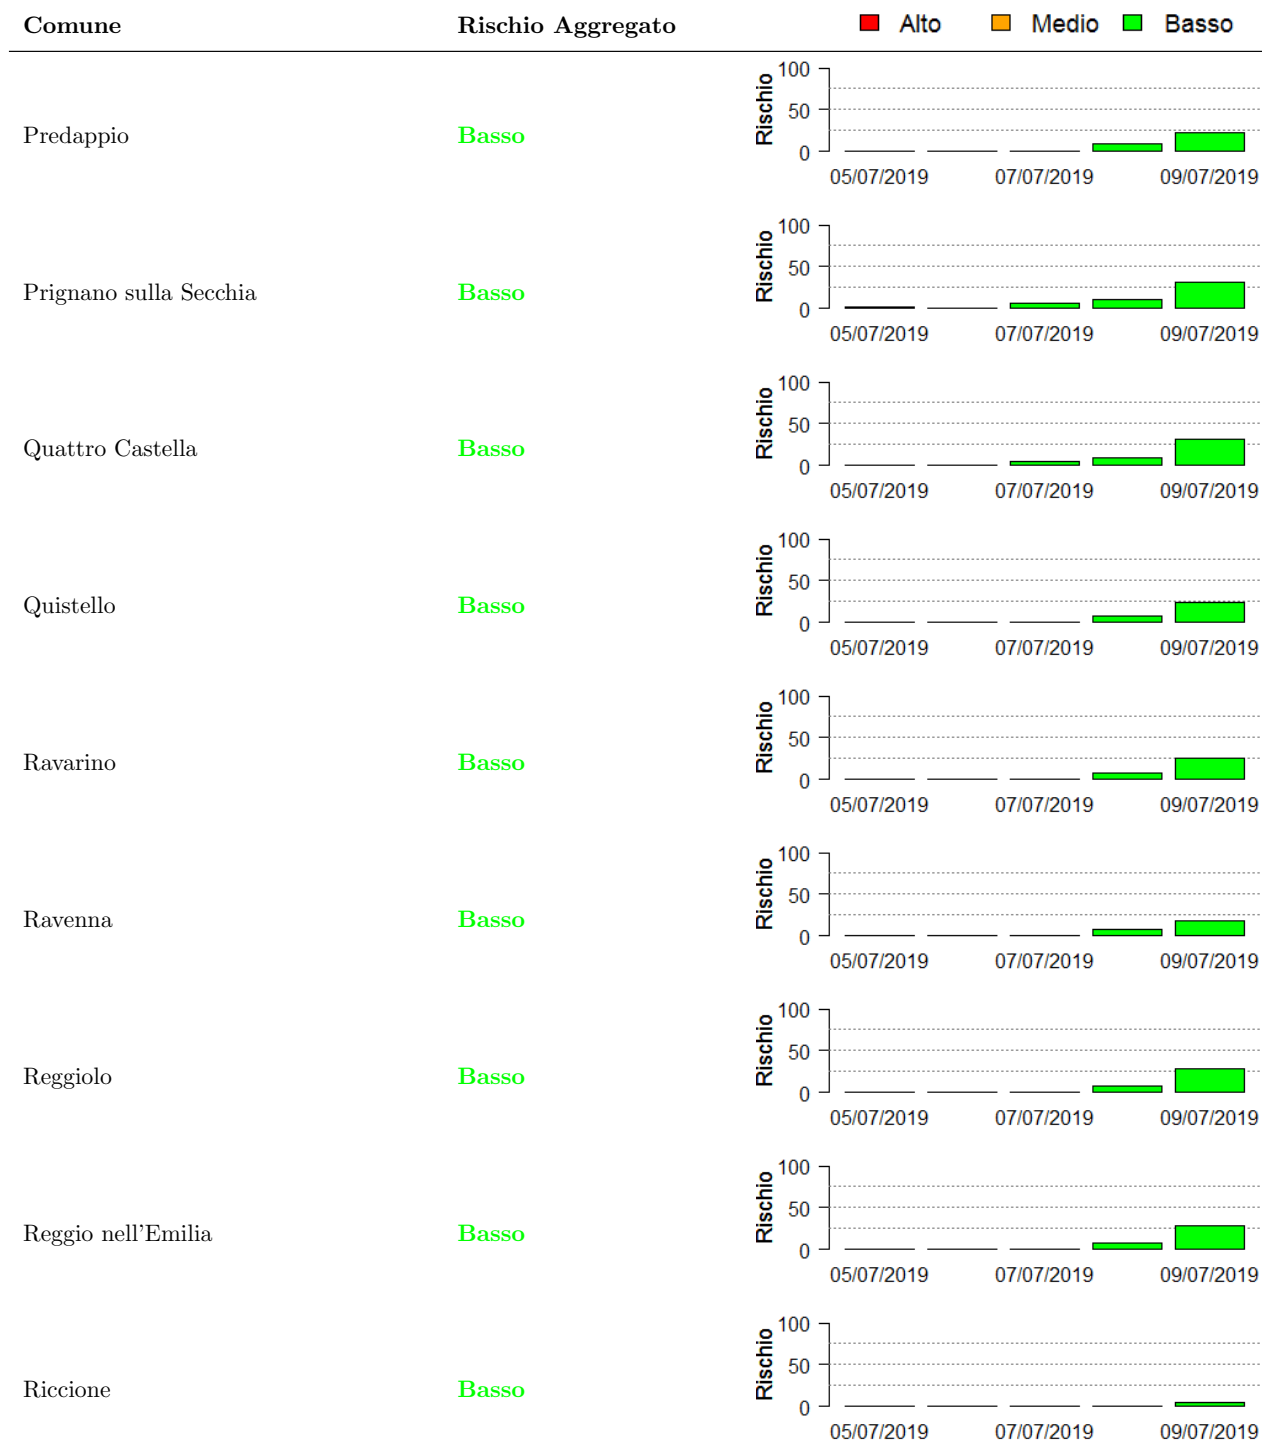 Comune Rischio Aggregato Alto Medio Basso
Predappio Basso Rischio 100 50 0
05/07/2019 07/07/2019 09/07/2019
Prignano sulla Secchia Basso Rischio 100 50 0
05/07/2019 07/07/2019 09/07/2019
Quattro Castella Basso Rischio 100 50 0
05/07/2019 07/07/2019 09/07/2019
Quistello Basso Rischio 100 50 0
05/07/2019 07/07/2019 09/07/2019
Ravarino Basso Rischio 100 50 0
05/07/2019 07/07/2019 09/07/2019
Ravenna Basso Rischio 100 50 0
05/07/2019 07/07/2019 09/07/2019
Reggiolo Basso Rischio 100 50 0
05/07/2019 07/07/2019 09/07/2019
Reggio nell'Emilia Basso Rischio 100 50 0
05/07/2019 07/07/2019 09/07/2019
Riccione Basso Rischio 100 50 0
05/07/2019 07/07/2019 09/07/2019